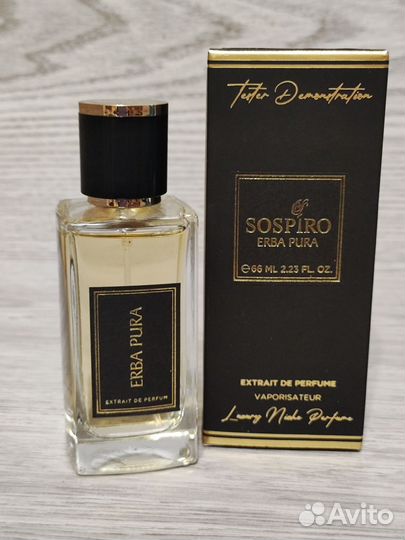 Tester Demonstration
SOSPIRO
ERBA PURA
℮66 ML 2.23 FL. OZ.
EXTRAIT DE PERFUME
VAPORISATEUR
Luxury Niche Perfume
ERBA PURA
EXTRAIT DE PERFUM
Avito